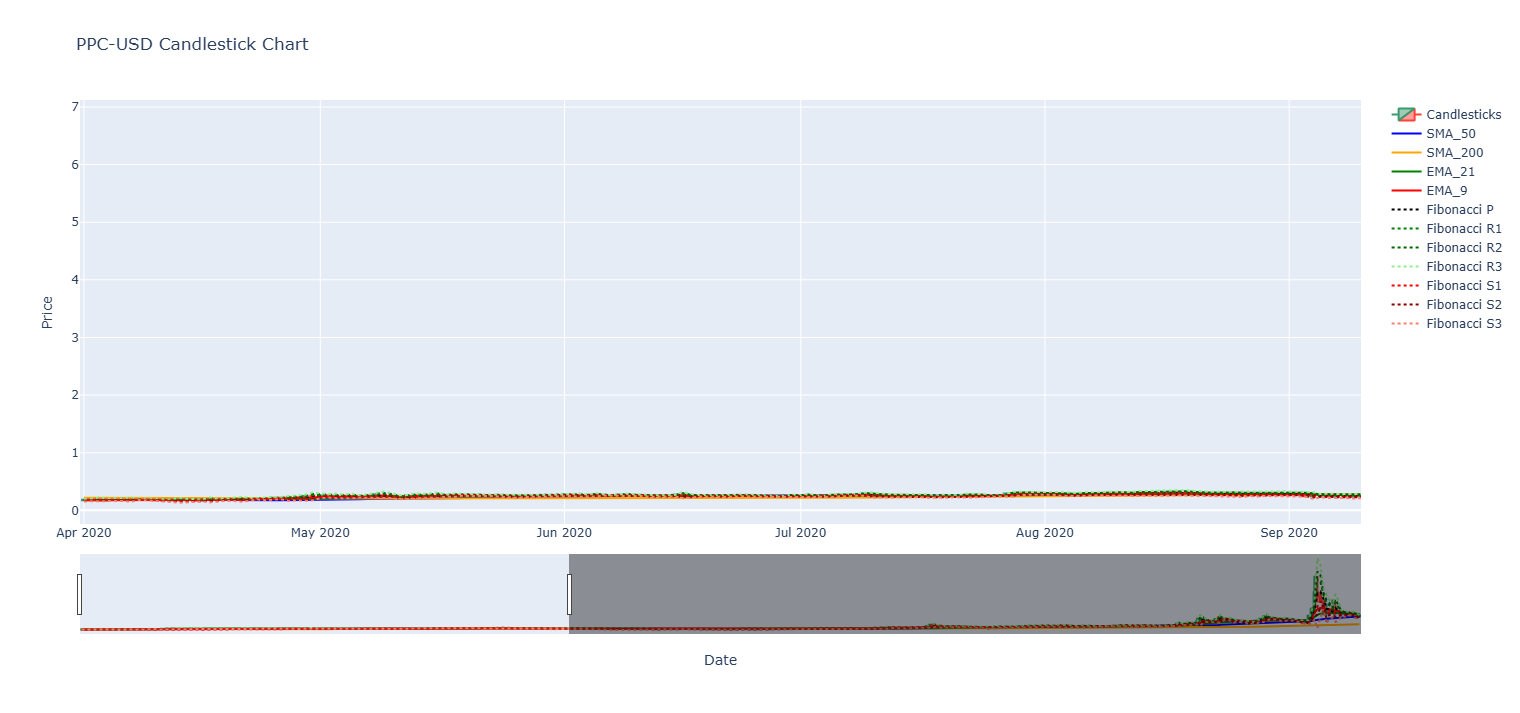 PPC-USD Candlestick Chart
Price
7
6
5
4
3
2
1
0
Apr 2020
May 2020
Jun 2020
Jul 2020
Aug 2020
Sep 2020
Date
Candlesticks
SMA_50
SMA_200
EMA_21
EMA_9
Fibonacci P
Fibonacci R1
Fibonacci R2
Fibonacci R3
Fibonacci S1
Fibonacci S2
Fibonacci S3